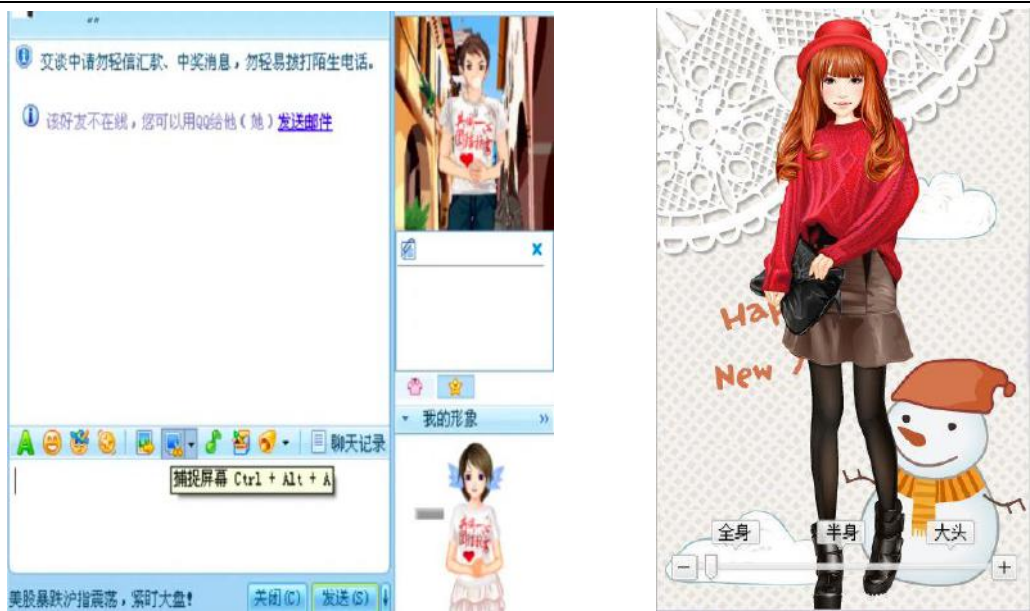 交谈中请勿轻信汇款、中奖消息，勿轻易拨打陌生电话。
该好友不在线，您可以用QQ给他（她）发送邮件
我的形象
聊天记录
捕捉屏幕 Ctrl + Alt + A
美股暴跌沪指震荡，紧盯大盘！
关闭(C)
发送(S)
Hap
New
全身
半身
大头